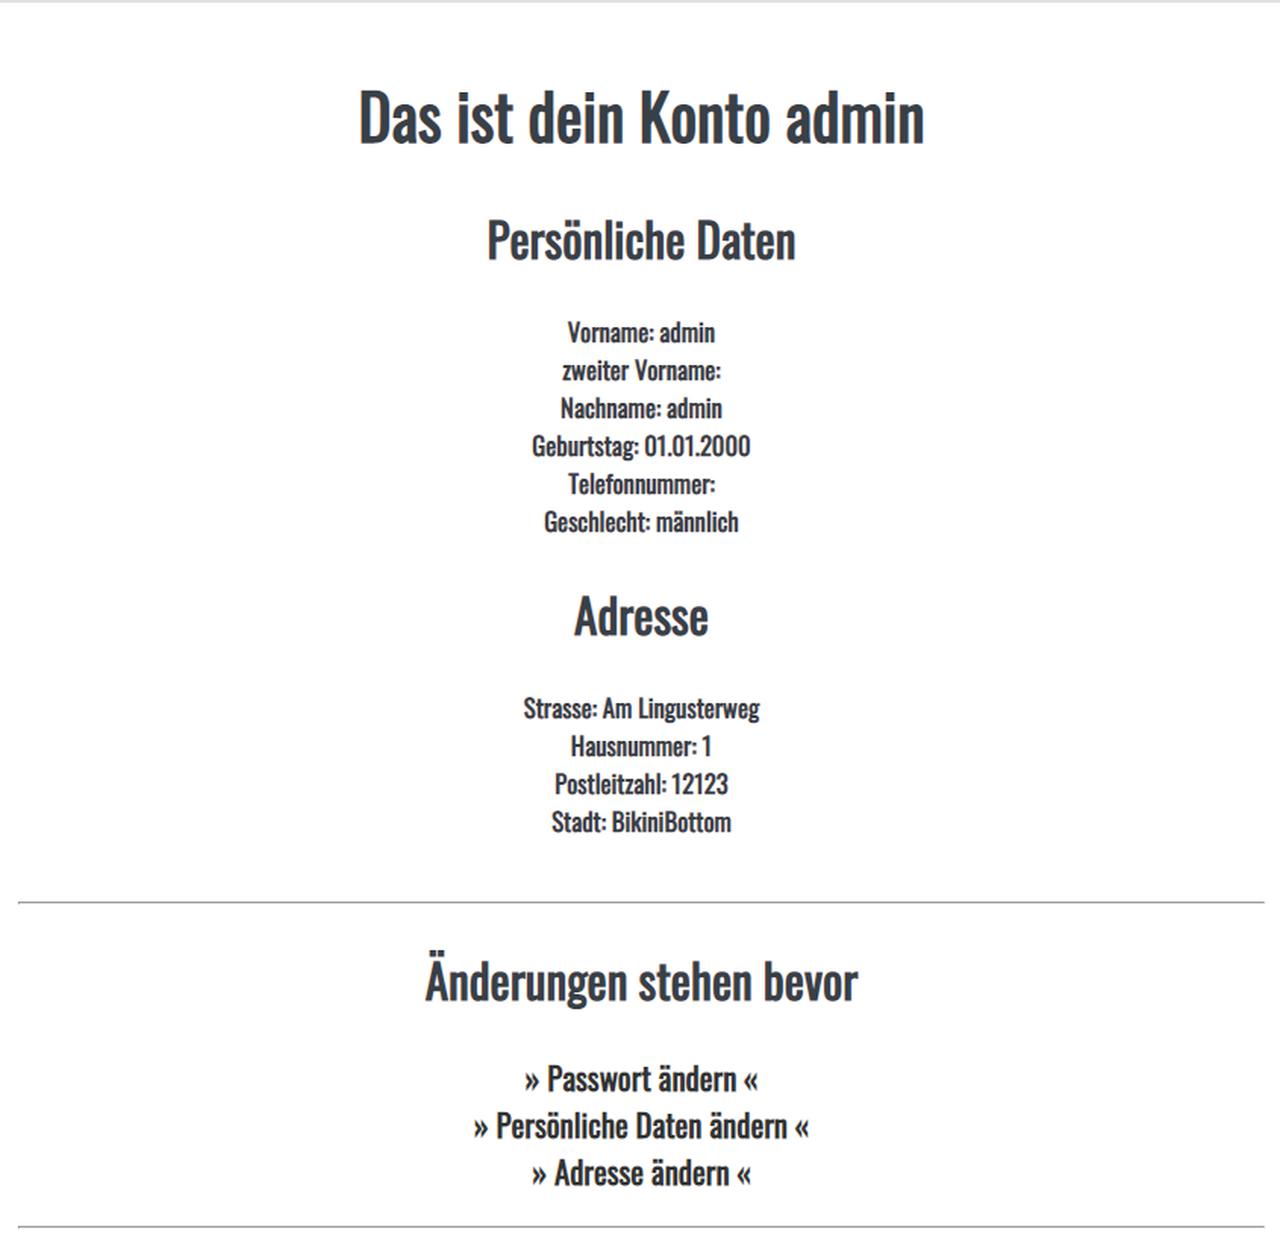 Das ist dein Konto admin
Persönliche Daten
Vorname: admin
zweiter Vorname:
Nachname: admin
Geburtstag: 01.01.2000
Telefonnummer:
Geschlecht: männlich
Adresse
Strasse: Am Lingusterweg
Hausnummer: 1
Postleitzahl: 12123
Stadt: BikiniBottom
Änderungen stehen bevor
» Passwort ändern «
» Persönliche Daten ändern «
» Adresse ändern «